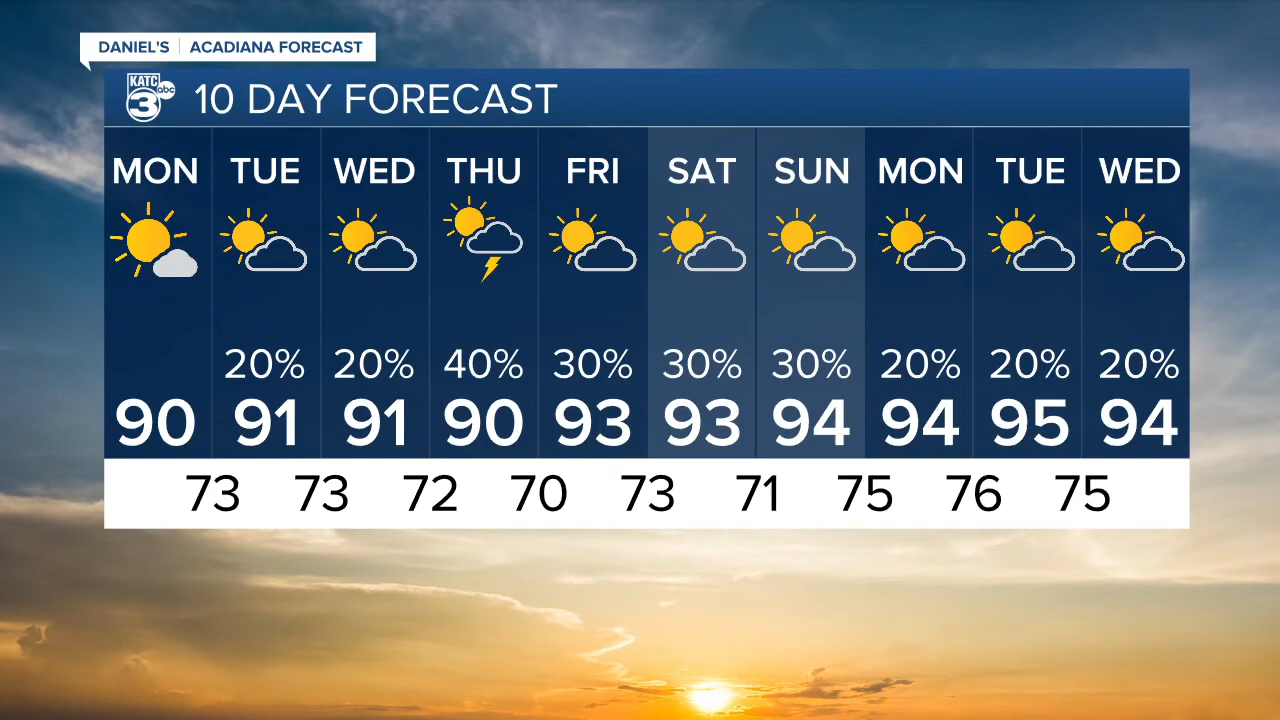 DANIEL'S | ACADIANA FORECAST
KATC 3 abc 10 DAY FORECAST
MON TUE WED THU FRI SAT SUN MON TUE WED
20% 20% 40% 30% 30% 30% 20% 20% 20%
90 91 91 90 93 93 94 94 95 94
73 73 72 70 73 71 75 76 75